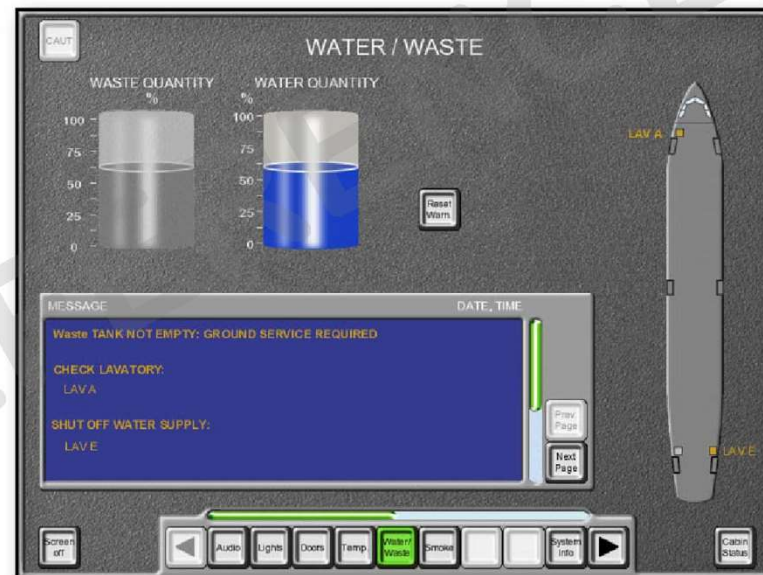 CAUT
WATER / WASTE
WASTE QUANTITY
%
WATER QUANTITY
%
100
75
50
25
0
100
75
50
25
0
Reset
Warn.
LAV A
LAV E
MESSAGE DATE, TIME
Waste TANK NOT EMPTY: GROUND SERVICE REQUIRED
CHECK LAVATORY:
LAV A
SHUT OFF WATER SUPPLY:
LAV E
Prev.
Page
Next
Page
Screen
off
Audio
Lights
Doors
Temp.
Water/
Waste
Smoke
System
Info
Cabin
Status